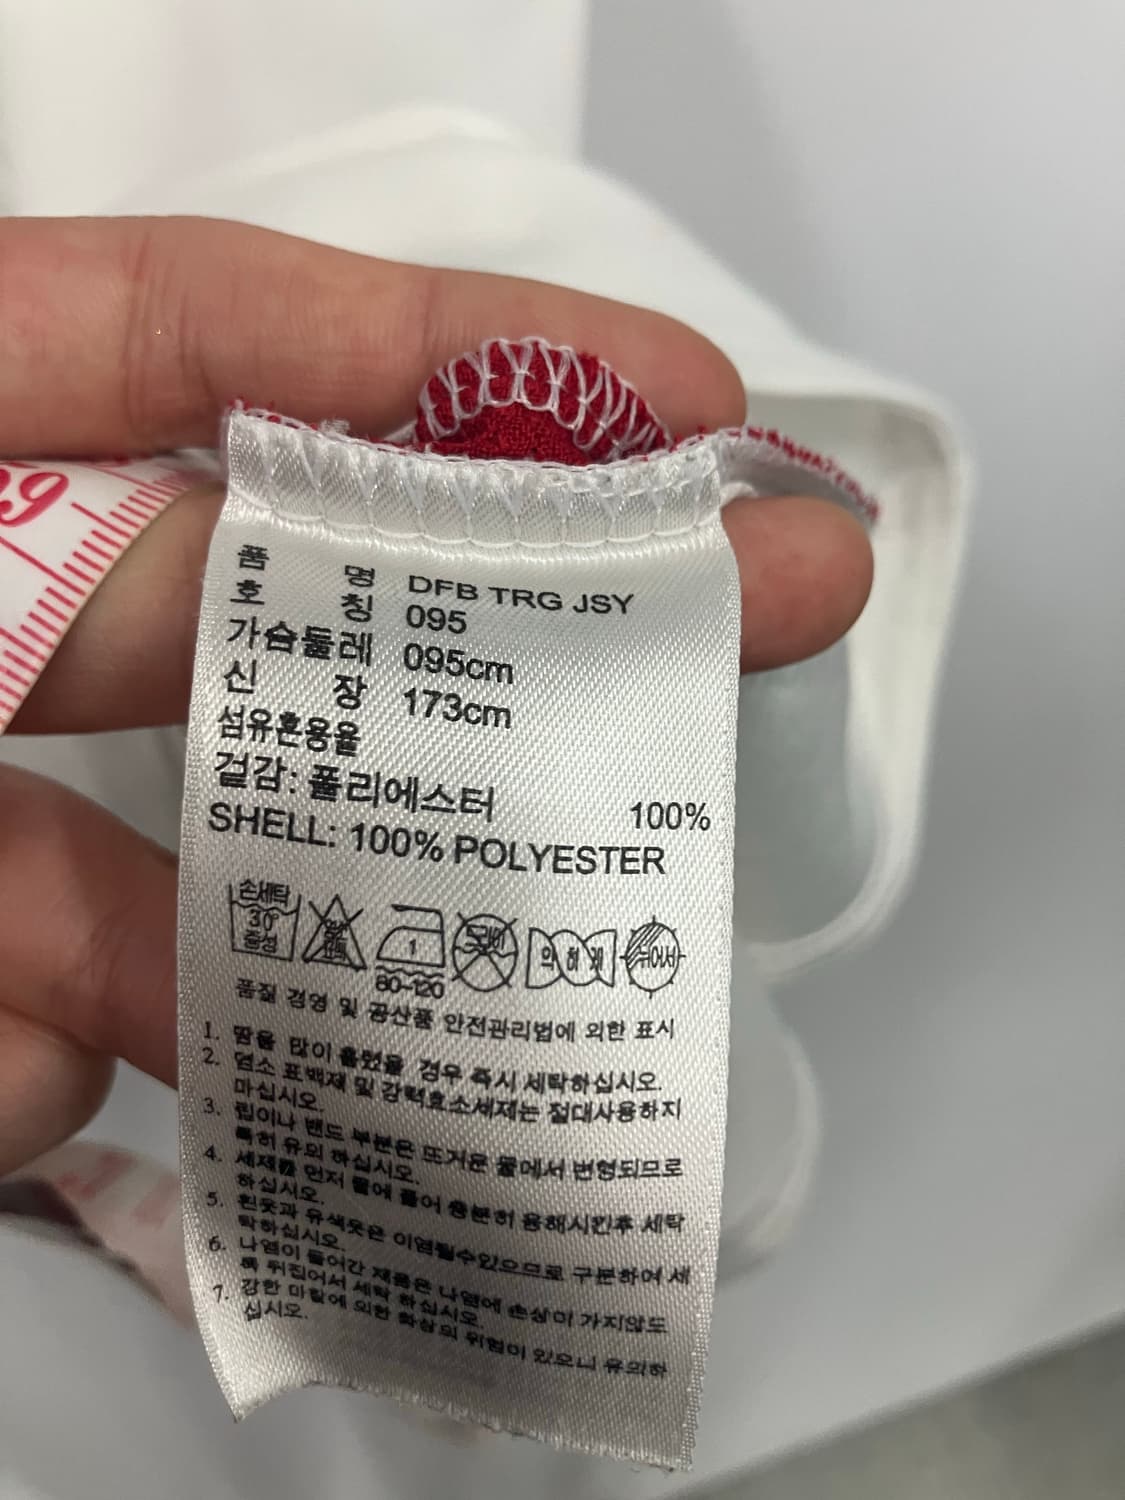 69
품 명 DFB TRG JSY
호 칭 095
가슴둘레 095cm
신 장 173cm
섬유혼용율
겉감: 폴리에스터 100%
SHELL: 100% POLYESTER
손세탁
30°
중성
1
80-120
드라이
약하게
뉘어서
품질 경영 및 공산품 안전관리법에 의한 표시
1. 땀을 많이 흘렸을 경우 즉시 세탁하십시오.
2. 염소 표백제 및 강력효소세제는 절대사용하지
마십시오.
3. 립이나 밴드 부분은 뜨거운 물에서 변형되므로
특히 유의 하십시오.
4. 세제를 먼저 물에 풀어 충분히 용해시킨후 세탁
하십시오.
5. 흰옷과 유색옷은 이염될수있으므로 구분하여 세
탁하십시오.
6. 나염이 들어간 제품은 나염에 손상이 가지않도
록 뒤집어서 세탁 하십시오.
7. 강한 마찰에 의한 화상의 위험이 있으니 유의하
십시오.